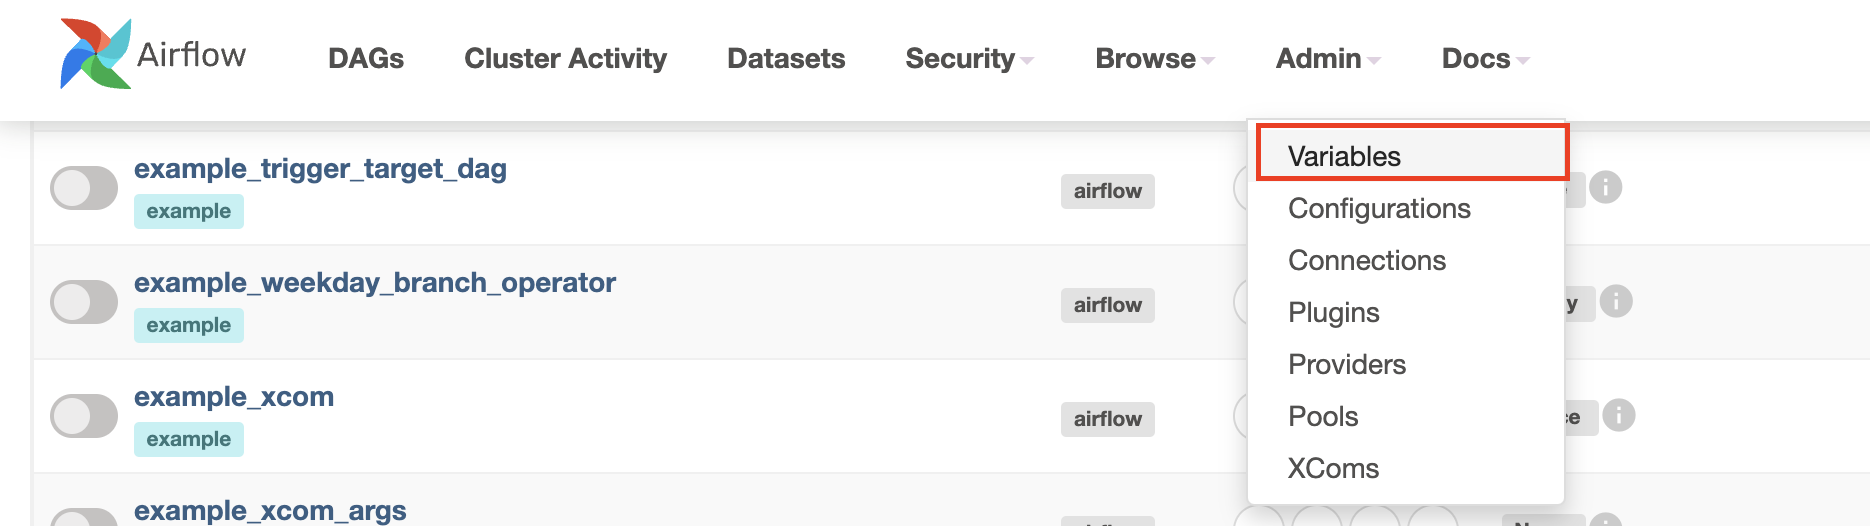 Airflow
DAGs
Cluster Activity
Datasets
Security
Browse
Admin
Docs
example_trigger_target_dag
example
airflow
example_weekday_branch_operator
example
airflow
example_xcom
example
airflow
example_xcom_args
Variables
Configurations
Connections
Plugins
Providers
Pools
XComs